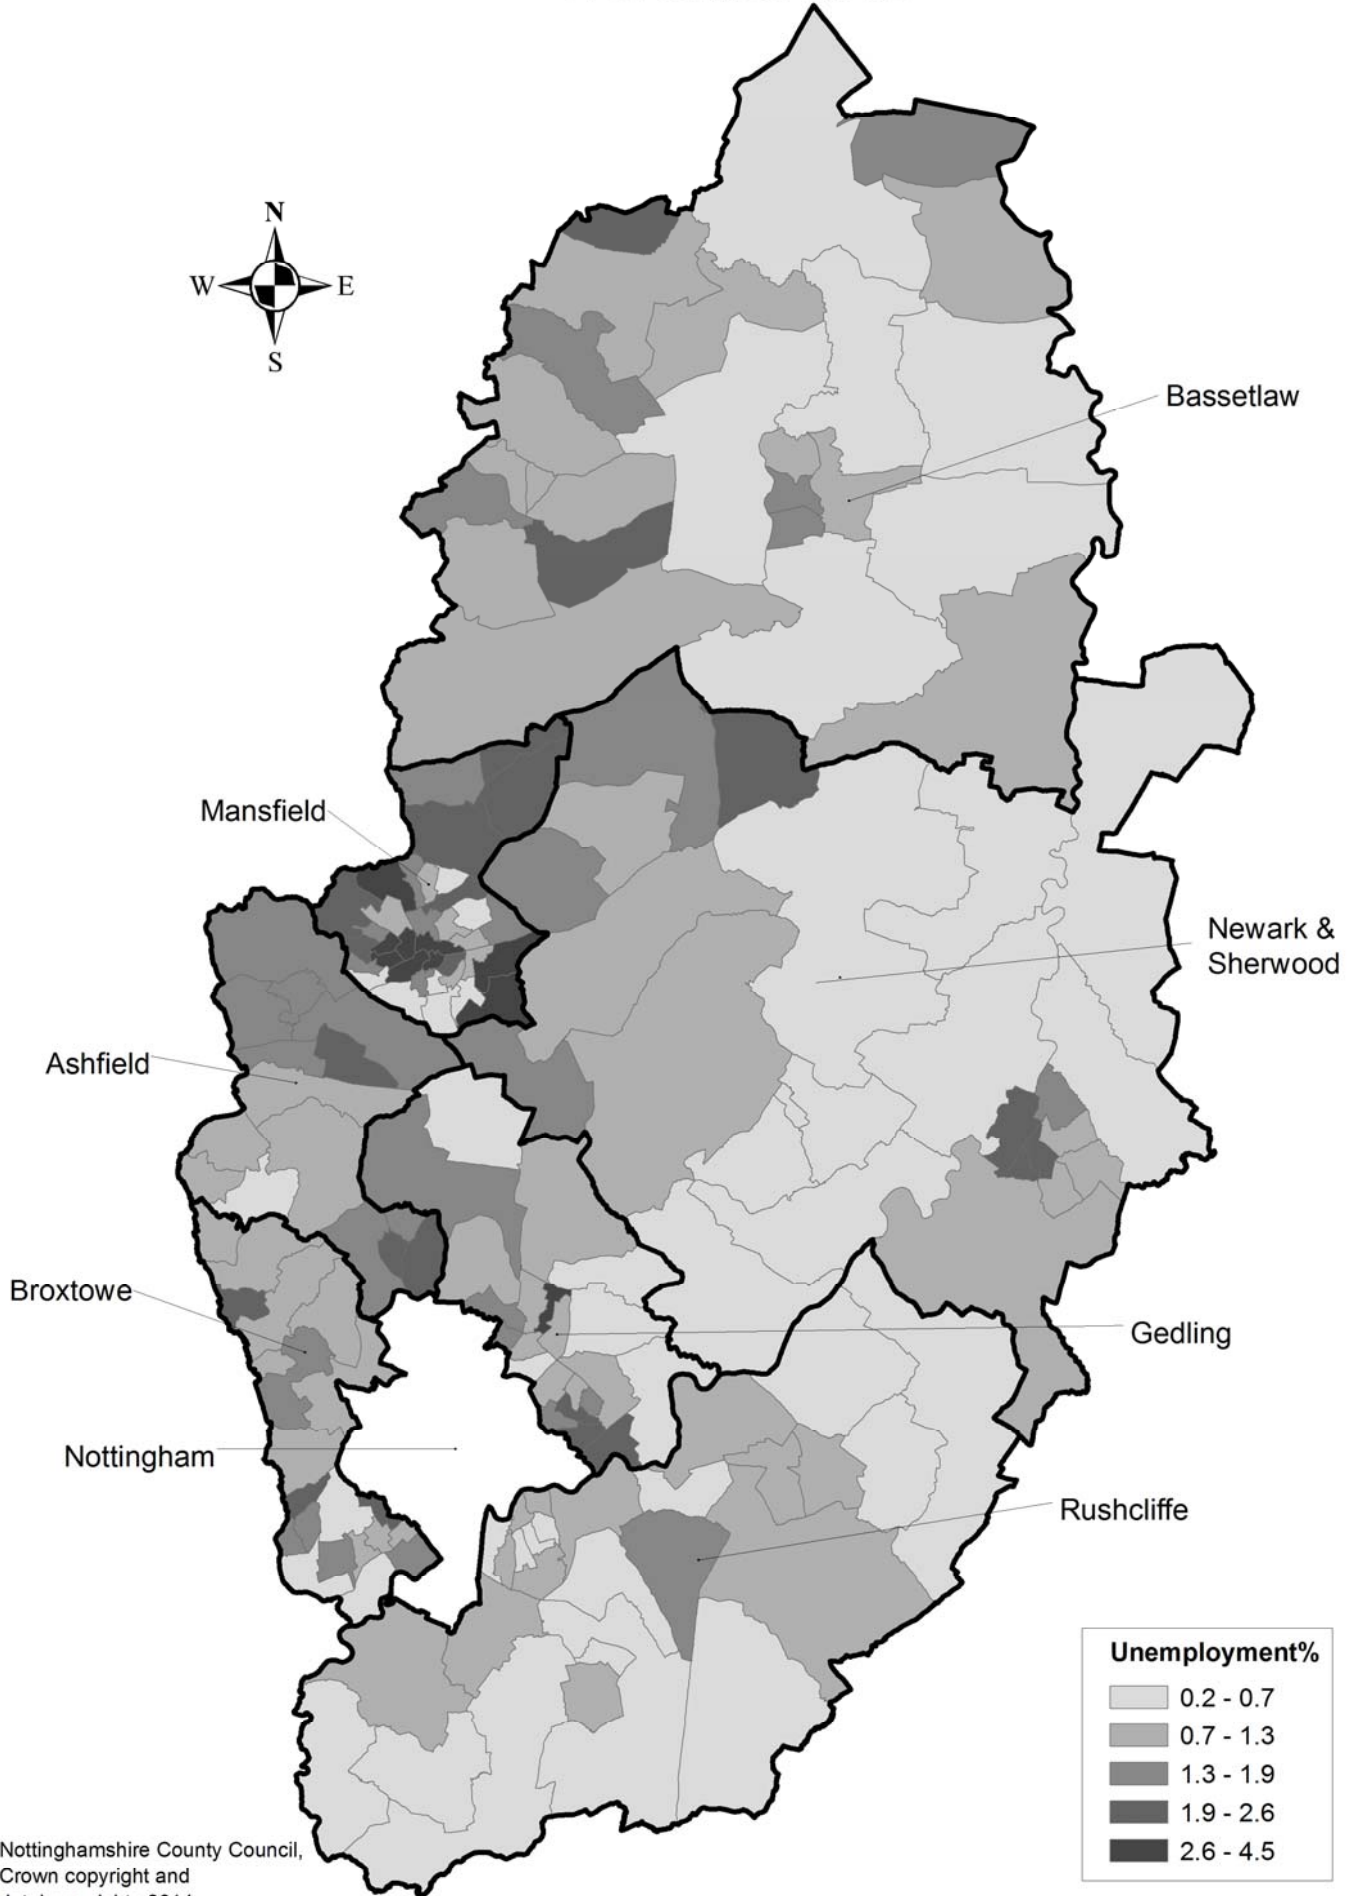 N
W
E
S
Bassetlaw
Mansfield
Newark &
Sherwood
Ashfield
Broxtowe
Gedling
Nottingham
Rushcliffe
Unemployment%
0.2 - 0.7
0.7 - 1.3
1.3 - 1.9
1.9 - 2.6
2.6 - 4.5
Nottinghamshire County Council,
Crown copyright and